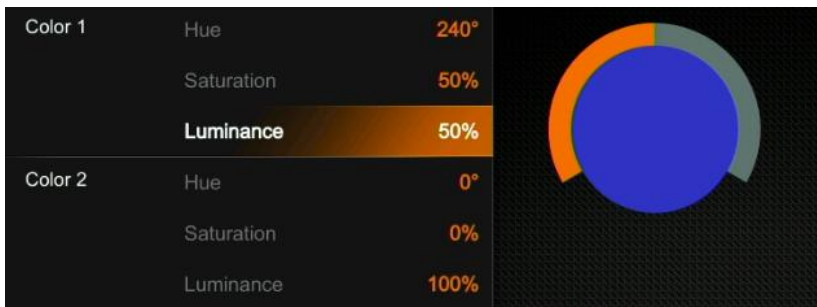 Color 1 Hue 240°
Saturation 50%
Luminance 50%
Color 2 Hue 0°
Saturation 0%
Luminance 100%